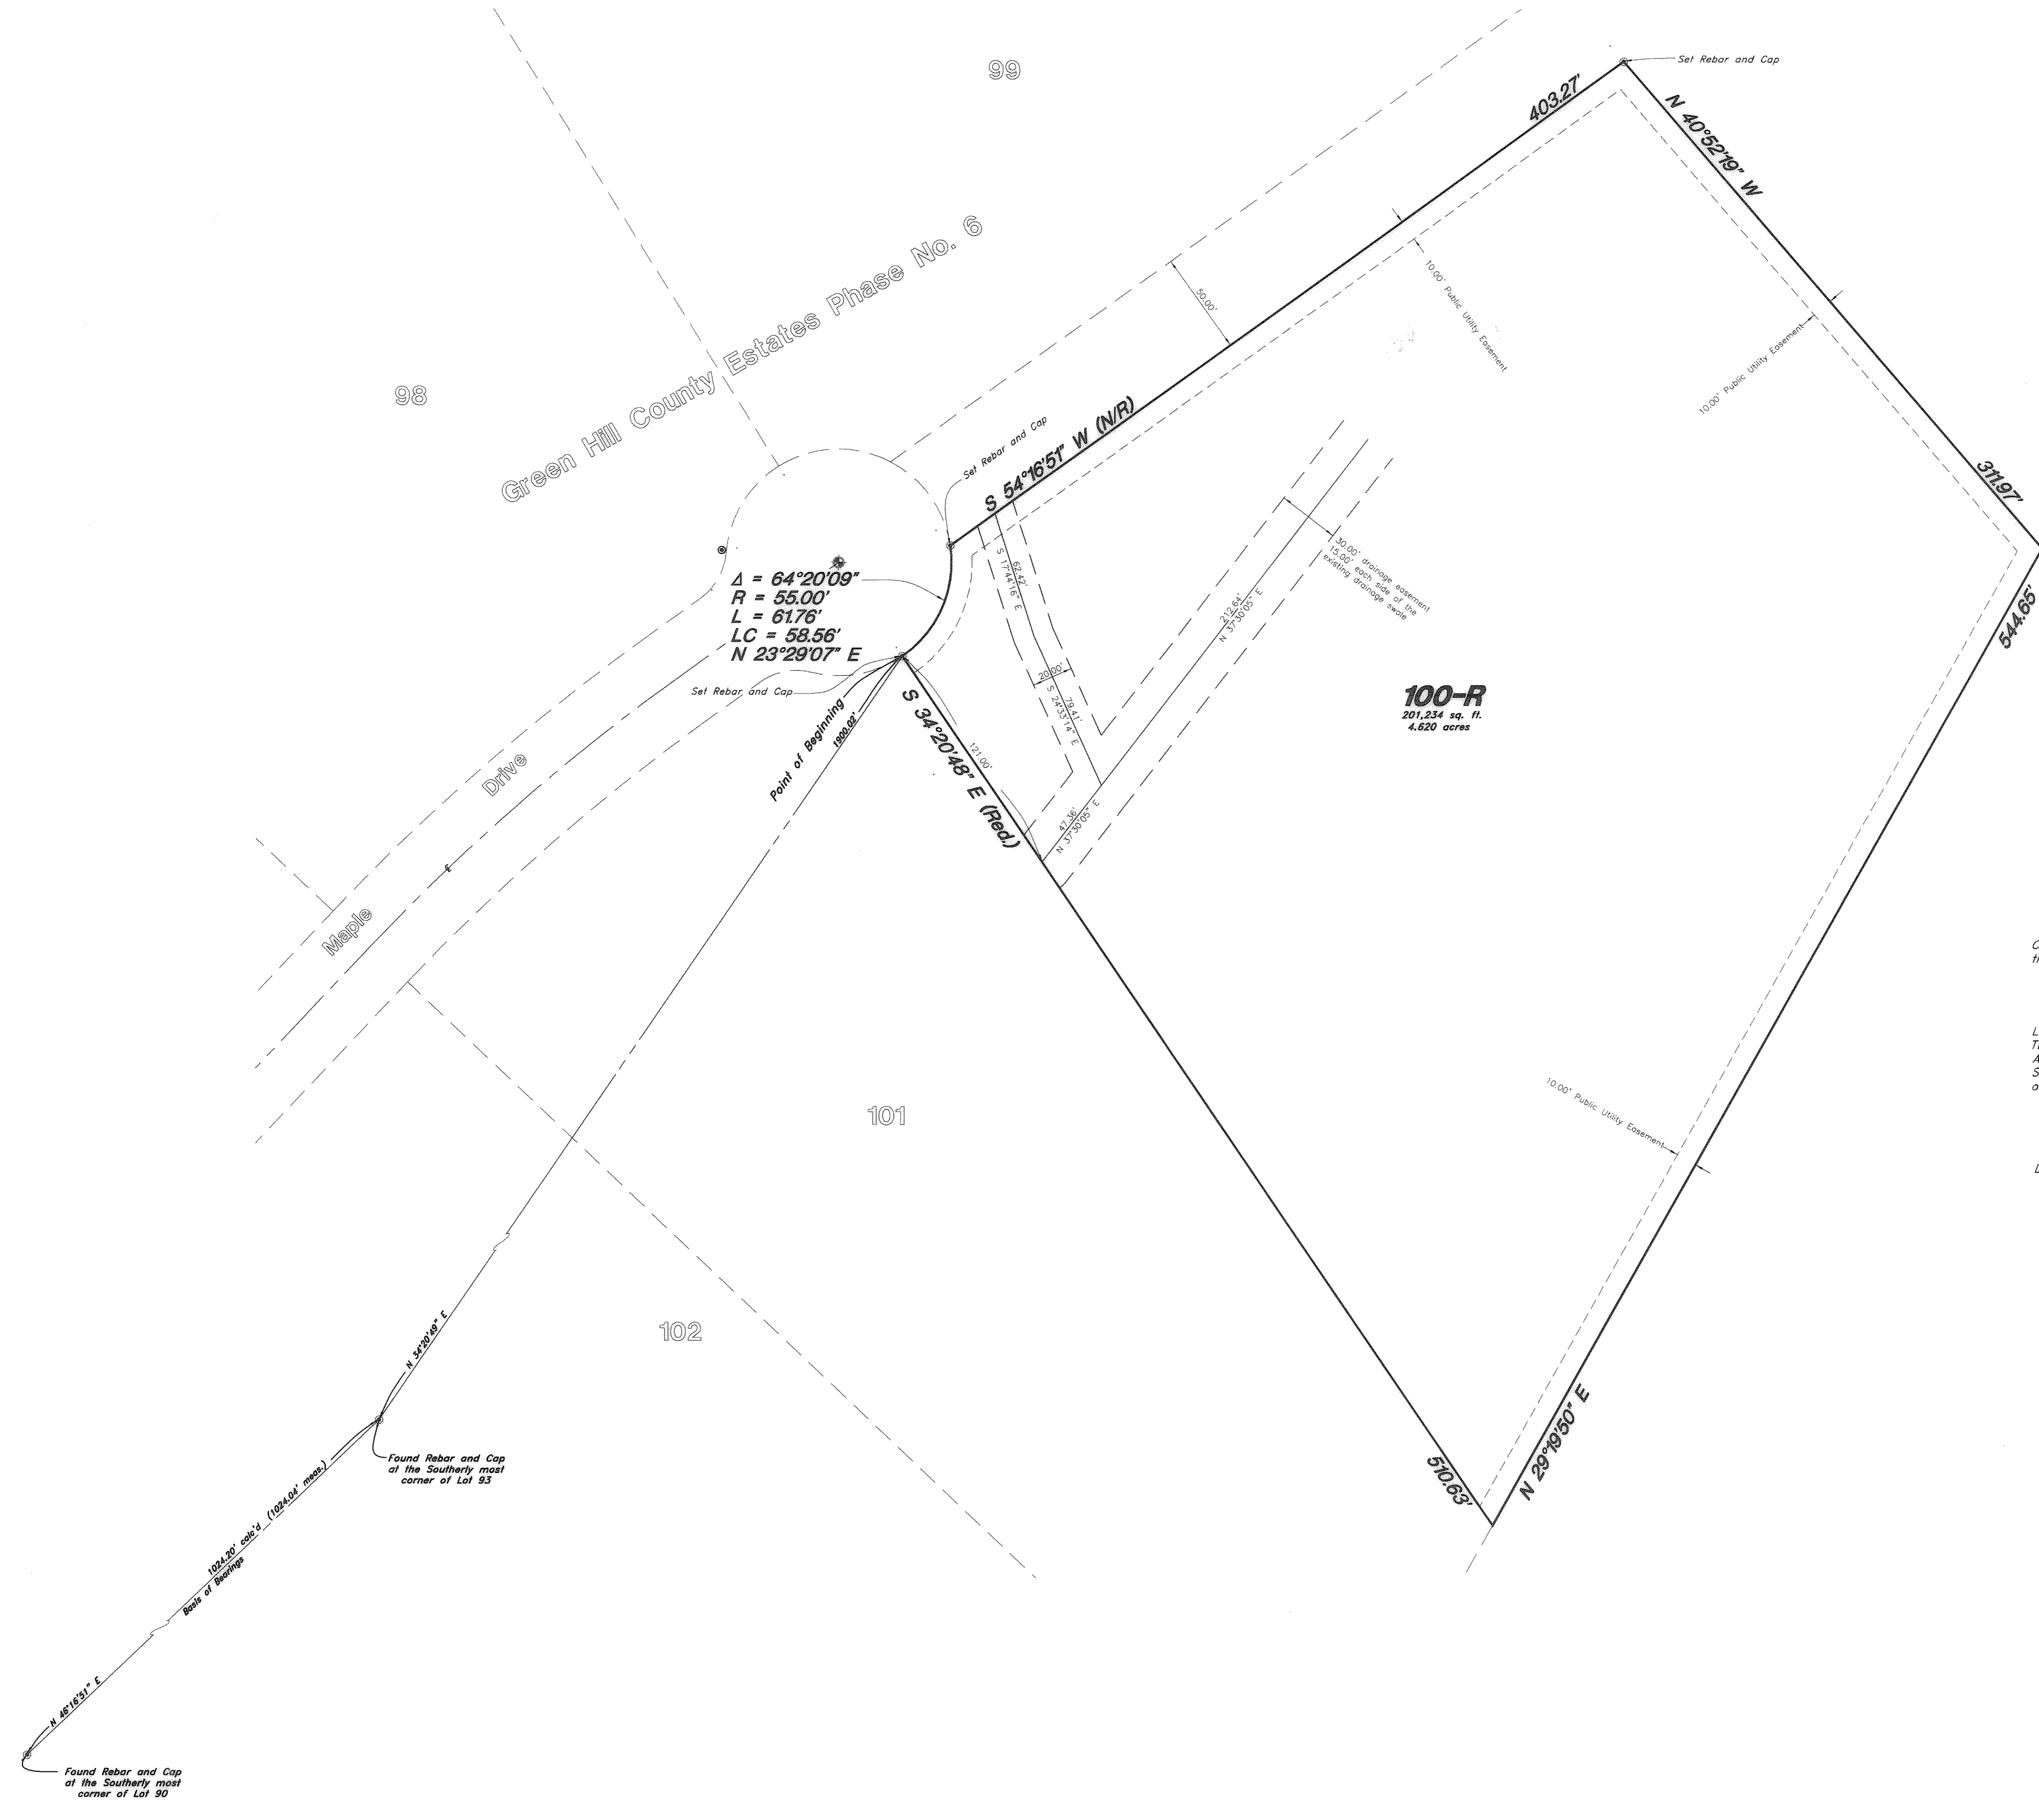 99
Set Rebar and Cap
403.27'
N 40°52'19" W
Green Hill County Estates Phase No. 6
50.00'
10.00' Public Utility Easement
10.00' Public Utility Easement
98
Set Rebar and Cap
S 54°16'51" W (N/R)
311.97'
544.65'
Δ = 64°20'09"
R = 55.00'
L = 61.76'
LC = 58.56'
N 23°29'07" E
Set Rebar and Cap
62.42'
S 17°44'16" E
30.00' drainage easement
15.00' each side of the
existing drainage swale
212.64'
N 37°30'05" E
20.00'
79.41'
S 24°33'14" E
100-R
201,234 sq. ft.
4.620 acres
Point of Beginning
1900.02'
S 34°20'48" E (Red.)
121.00'
47.36'
N 37°30'05" E
Maple Drive
101
10.00' Public Utility Easement
102
N 34°20'49" E
510.63'
N 29°19'50" E
Found Rebar and Cap
at the Southerly most
corner of Lot 93
1024.20' calc'd (1024.04' meas.)
Basis of Bearings
N 46°16'51" E
Found Rebar and Cap
at the Southerly most
corner of Lot 90